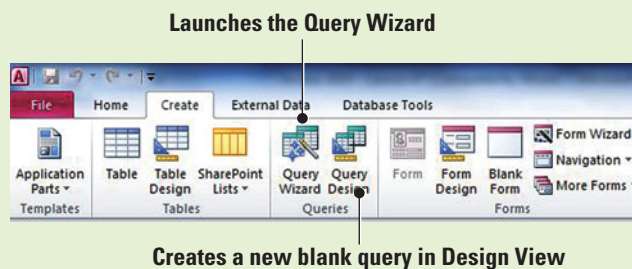 Launches the Query Wizard
A
File Home Create External Data Database Tools
Application Parts Table Table Design SharePoint Lists Query Wizard Query Design Form Form Design Blank Form Form Wizard
Navigation
More Forms
Templates Tables Queries Forms
Creates a new blank query in Design View